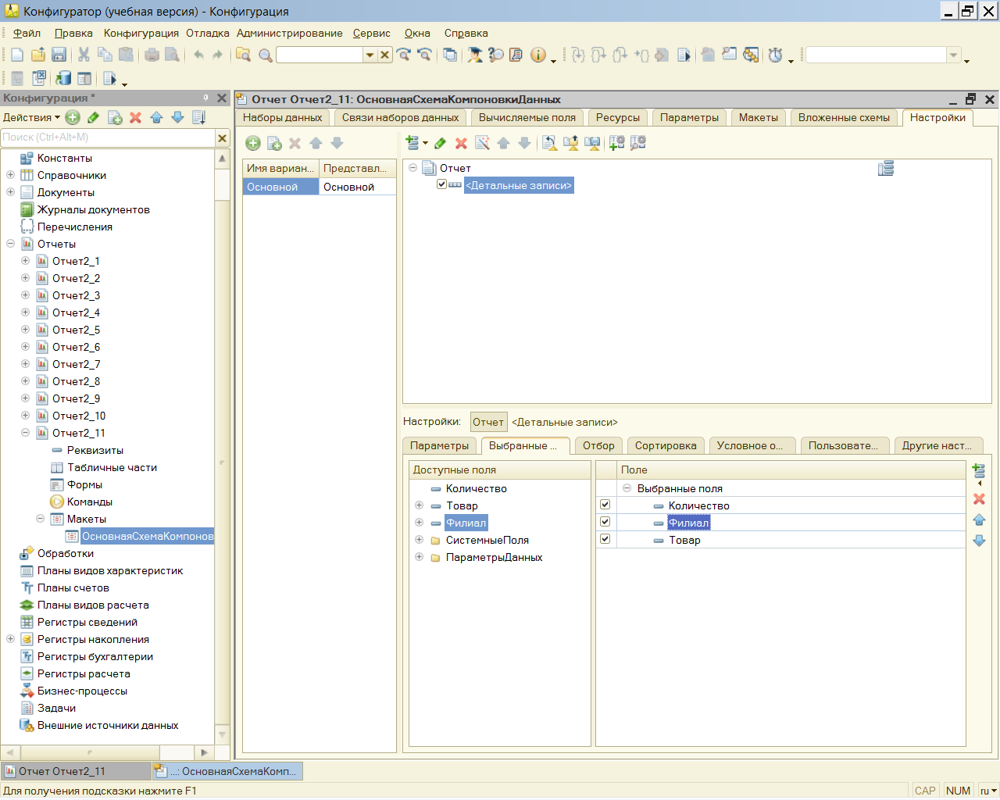 Конфигуратор (учебная версия) - Конфигурация
Файл Правка Конфигурация Отладка Администрирование Сервис Окна Справка
Конфигурация *
Действия
Поиск (Ctrl+Alt+M)
Константы
Справочники
Документы
Журналы документов
Перечисления
Отчеты
Отчет2_1
Отчет2_2
Отчет2_3
Отчет2_4
Отчет2_5
Отчет2_6
Отчет2_7
Отчет2_8
Отчет2_9
Отчет2_10
Отчет2_11
Реквизиты
Табличные части
Формы
Команды
Макеты
ОсновнаяСхемаКомпонов
Обработки
Планы видов характеристик
Планы счетов
Планы видов расчета
Регистры сведений
Регистры накопления
Регистры бухгалтерии
Регистры расчета
Бизнес-процессы
Задачи
Внешние источники данных
Отчет Отчет2_11: ОсновнаяСхемаКомпоновкиДанных
Наборы данных Связи наборов данных Вычисляемые поля Ресурсы Параметры Макеты Вложенные схемы Настройки
Имя вариан... Представл...
Основной Основной
Отчет
<Детальные записи>
Настройки: Отчет <Детальные записи>
Параметры Выбранные ... Отбор Сортировка Условное о... Пользовате... Другие наст...
Доступные поля
Количество
Товар
Филиал
СистемныеПоля
ПараметрыДанных
Поле
Выбранные поля
Количество
Филиал
Товар
Отчет Отчет2_11 ...: ОсновнаяСхемаКомп...
Для получения подсказки нажмите F1 CAP NUM ru